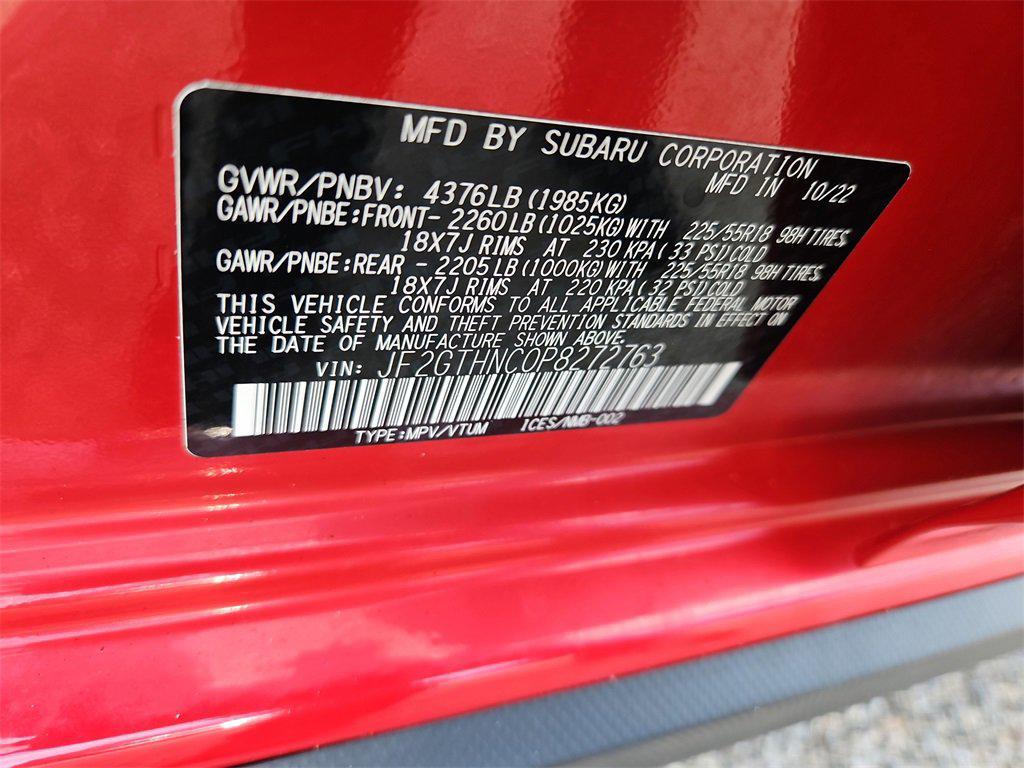 MFD BY SUBARU CORPORATION
MFD IN 10/22
GVWR/PNBV: 4376LB (1985KG)
GAWR/PNBE:FRONT- 2260LB (1025KG) WITH 225/55R18 98H TIRES,
18X7J RIMS AT 230 KPA ( 33 PSI) COLD
GAWR/PNBE:REAR - 2205LB (1000KG) WITH 225/55R18 98H TIRES,
18X7J RIMS AT 220 KPA ( 32 PSI) COLD
THIS VEHICLE CONFORMS TO ALL APPLICABLE FEDERAL MOTOR
VEHICLE SAFETY AND THEFT PREVENTION STANDARDS IN EFFECT ON
THE DATE OF MANUFACTURE SHOWN ABOVE.
VIN: JF2GTHNC0P8272763
TYPE:MPV/VTUM ICES/NMB-002